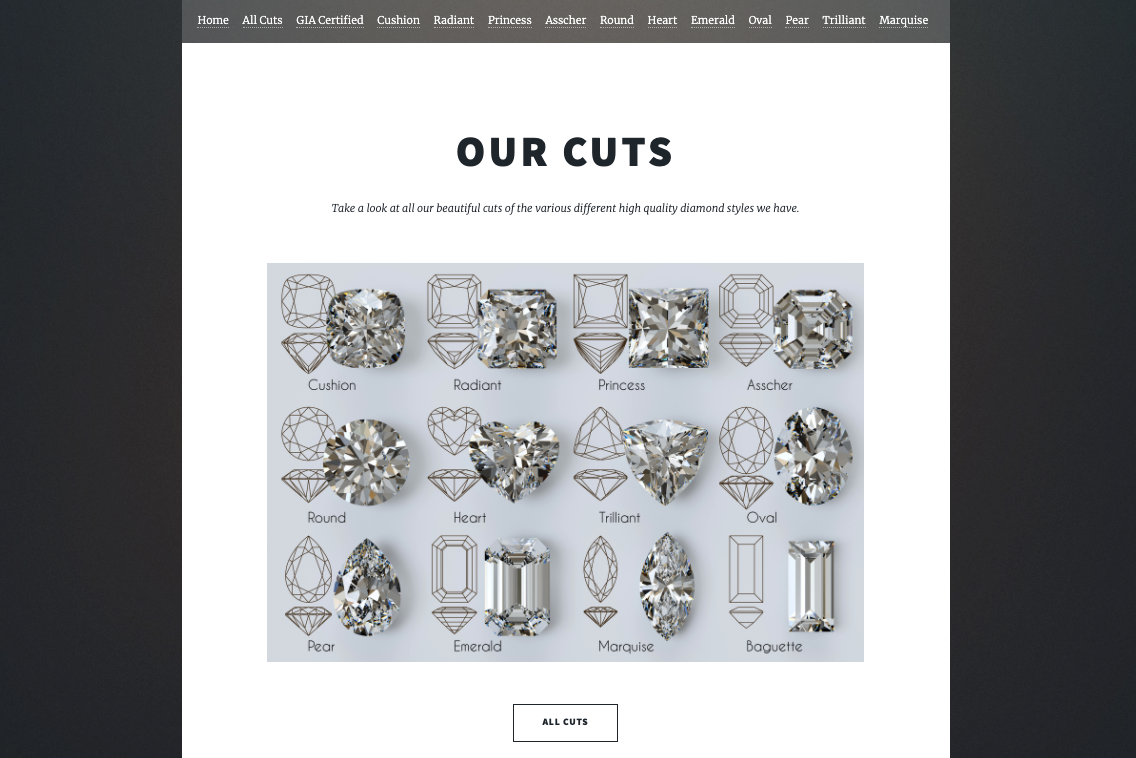 Home All Cuts GIA Certified Cushion Radiant Princess Asscher Round Heart Emerald Oval Pear Trilliant Marquise
OUR CUTS
Take a look at all our beautiful cuts of the various different high quality diamond styles we have.
Cushion Radiant Princess Asscher
Round Heart Trilliant Oval
Pear Emerald Marquise Baguette
ALL CUTS